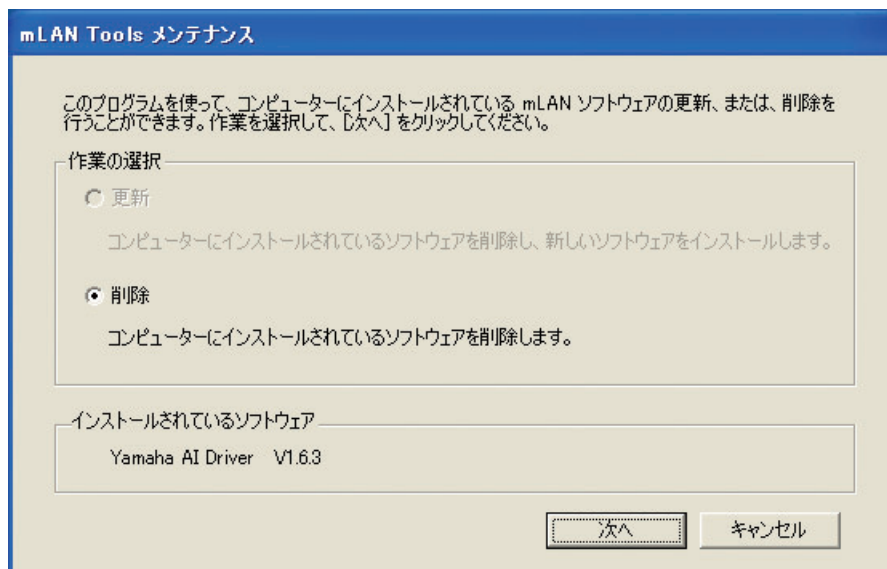 mLAN Tools メンテナンス
このプログラムを使って、コンピューターにインストールされている mLAN ソフトウェアの更新、または、削除を
行うことができます。作業を選択して、[次へ] をクリックしてください。
作業の選択
更新
コンピューターにインストールされているソフトウェアを削除し、新しいソフトウェアをインストールします。
削除
コンピューターにインストールされているソフトウェアを削除します。
インストールされているソフトウェア
Yamaha AI Driver V1.6.3
次へ キャンセル